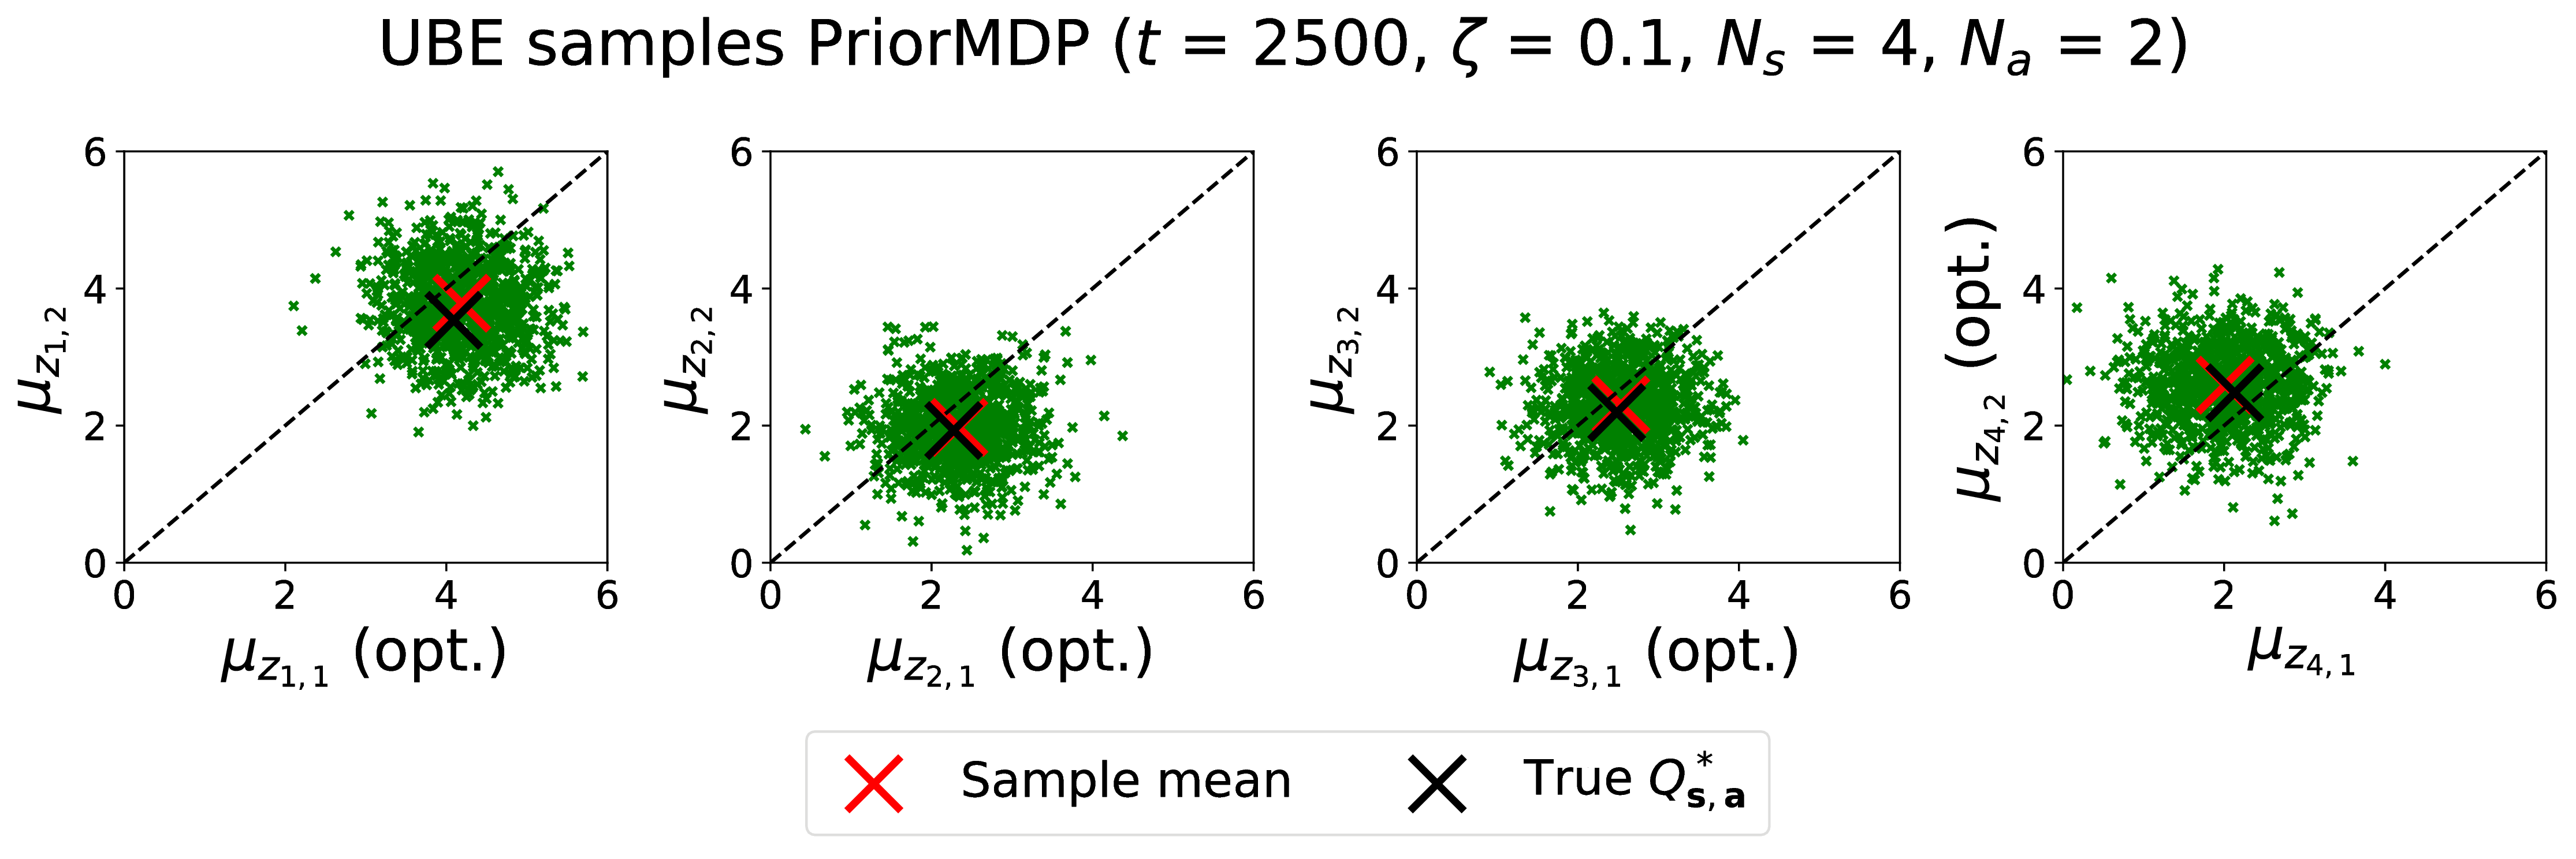 UBE samples PriorMDP (t = 2500, ζ = 0.1, N_s = 4, N_a = 2)
6
4
2
0
0 2 4 6
μ_{z_{1,2}}
μ_{z_{1,1}} (opt.)
6
4
2
0
0 2 4 6
μ_{z_{2,2}}
μ_{z_{2,1}} (opt.)
6
4
2
0
0 2 4 6
μ_{z_{3,2}}
μ_{z_{3,1}} (opt.)
6
4
2
0
0 2 4 6
μ_{z_{4,2}} (opt.)
μ_{z_{4,1}}
Sample mean
True Q^*_{s,a}